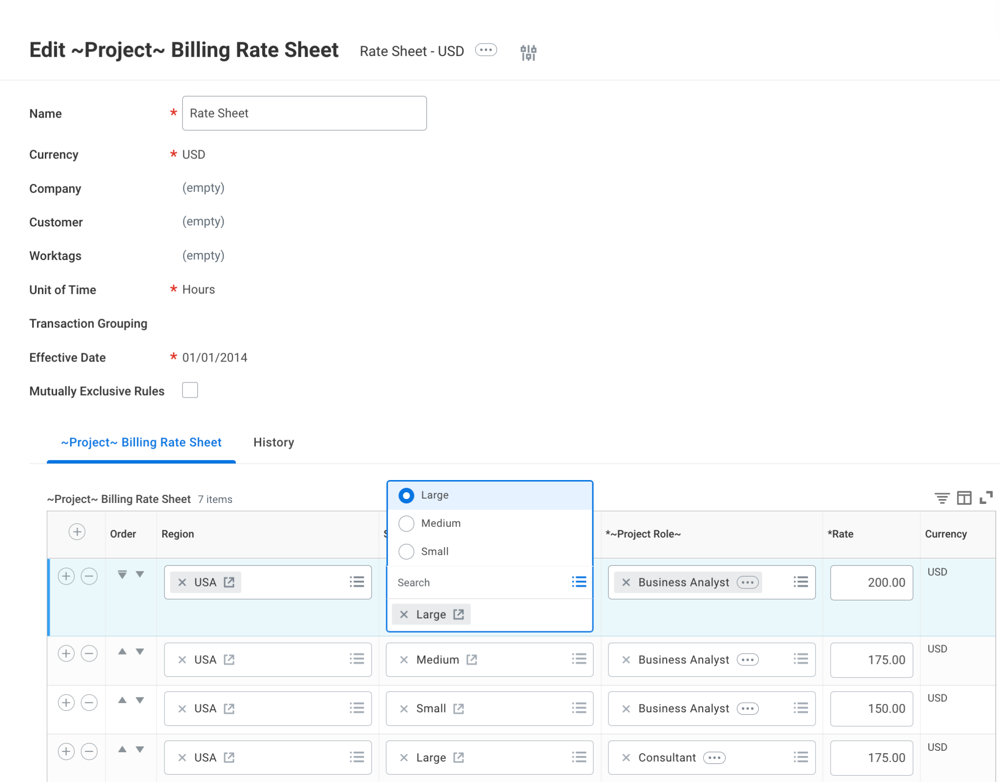 Edit ~Project~ Billing Rate Sheet Rate Sheet - USD
Name * Rate Sheet
Currency * USD
Company (empty)
Customer (empty)
Worktags (empty)
Unit of Time * Hours
Transaction Grouping
Effective Date * 01/01/2014
Mutually Exclusive Rules
~Project~ Billing Rate Sheet History
~Project~ Billing Rate Sheet 7 items
Large
Medium
Small
Order Region *~Project Role~ *Rate Currency
USA Search Business Analyst 200.00 USD
Large
USA Medium Business Analyst 175.00 USD
USA Small Business Analyst 150.00 USD
USA Large Consultant 175.00 USD